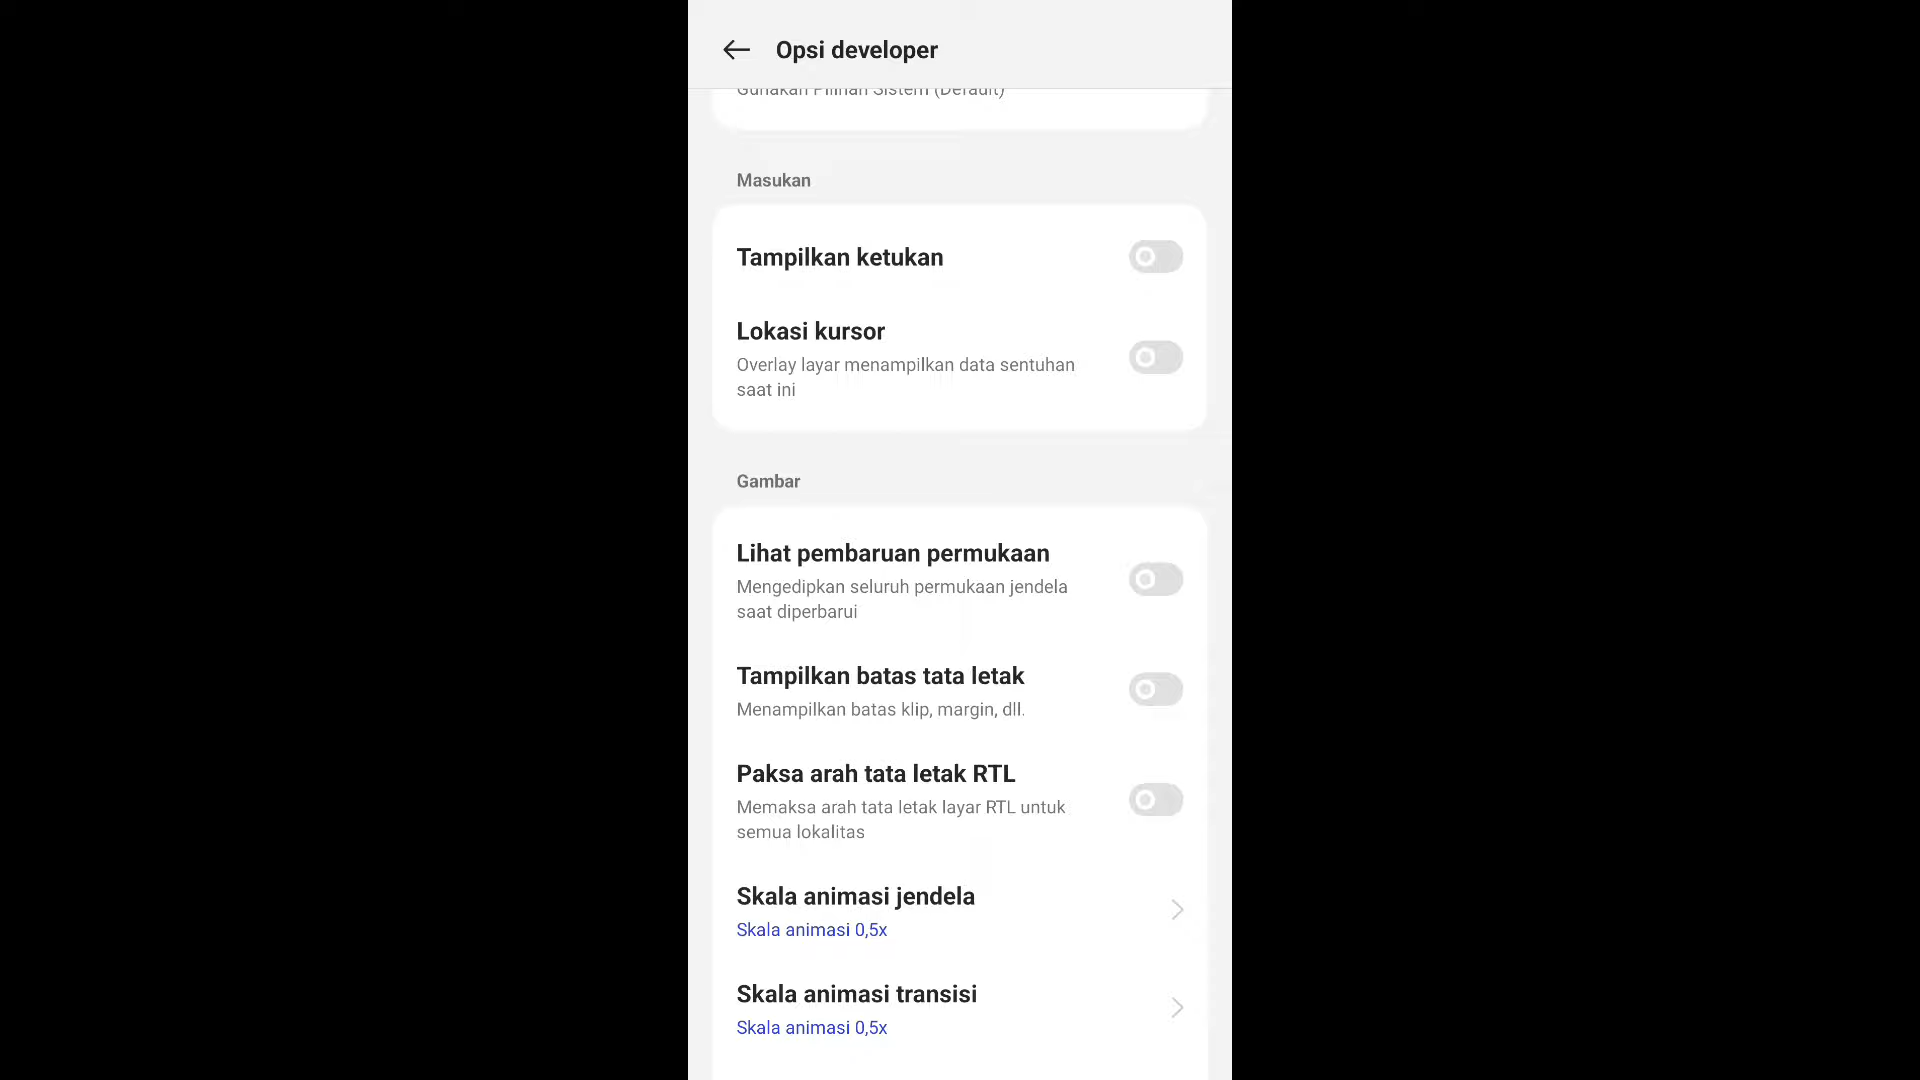 Opsi developer
Gunakan Pilihan Sistem (Default)
Masukan
Tampilkan ketukan
Lokasi kursor
Overlay layar menampilkan data sentuhan
saat ini
Gambar
Lihat pembaruan permukaan
Mengedipkan seluruh permukaan jendela
saat diperbarui
Tampilkan batas tata letak
Menampilkan batas klip, margin, dll.
Paksa arah tata letak RTL
Memaksa arah tata letak layar RTL untuk
semua lokalitas
Skala animasi jendela
Skala animasi 0,5x
Skala animasi transisi
Skala animasi 0,5x